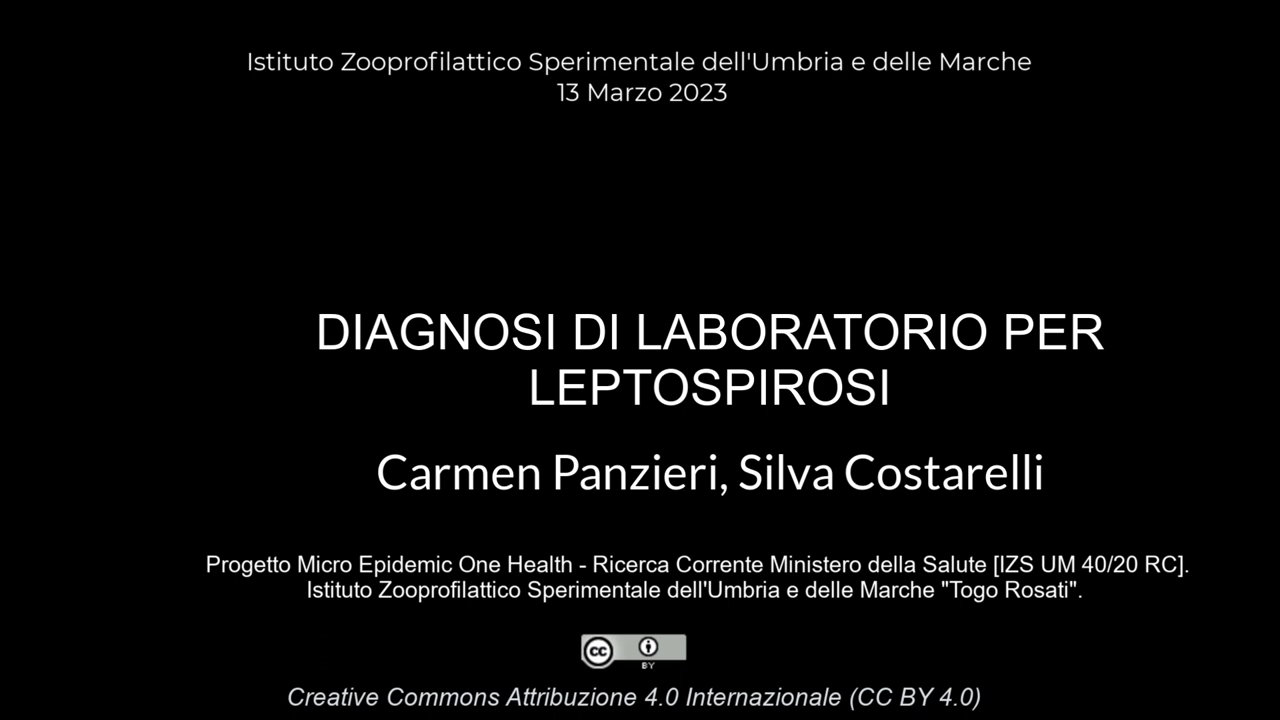 Istituto Zooprofilattico Sperimentale dell'Umbria e delle Marche
13 Marzo 2023
DIAGNOSI DI LABORATORIO PER
LEPTOSPIROSI
Carmen Panzieri, Silva Costarelli
Progetto Micro Epidemic One Health - Ricerca Corrente Ministero della Salute [IZS UM 40/20 RC].
Istituto Zooprofilattico Sperimentale dell'Umbria e delle Marche "Togo Rosati".
cc
BY
Creative Commons Attribuzione 4.0 Internazionale (CC BY 4.0)